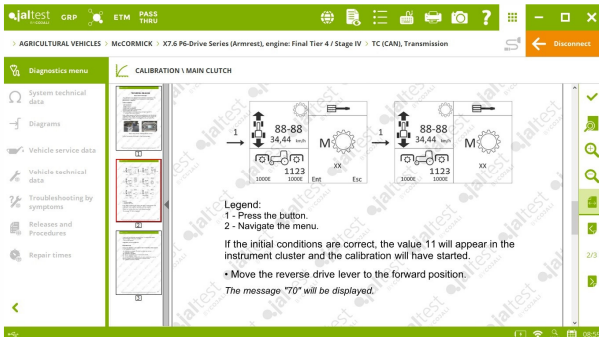 jaltest
GRP
ETM
PASS THRU
?
> AGRICULTURAL VEHICLES > McCORMICK > X7.6 P6-Drive Series (Armrest), engine: Final Tier 4 / Stage IV > TC (CAN), Transmission
Disconnect
Diagnostics menu
CALIBRATION \ MAIN CLUTCH
System technical data
Diagrams
Vehicle service data
Vehicle technical data
Troubleshooting by symptoms
Releases and Procedures
Repair times
1
2
3
1
88-88
34,44 km/h
M
xx
1123
1000E 1000E Ent Esc
1
88-88
34,44 km/h
M
xx
1123
1000E 1000E
Legend:
1 - Press the button.
2 - Navigate the menu.
If the initial conditions are correct, the value 11 will appear in the
instrument cluster and the calibration will have started.
• Move the reverse drive lever to the forward position.
The message "70" will be displayed.
2/3